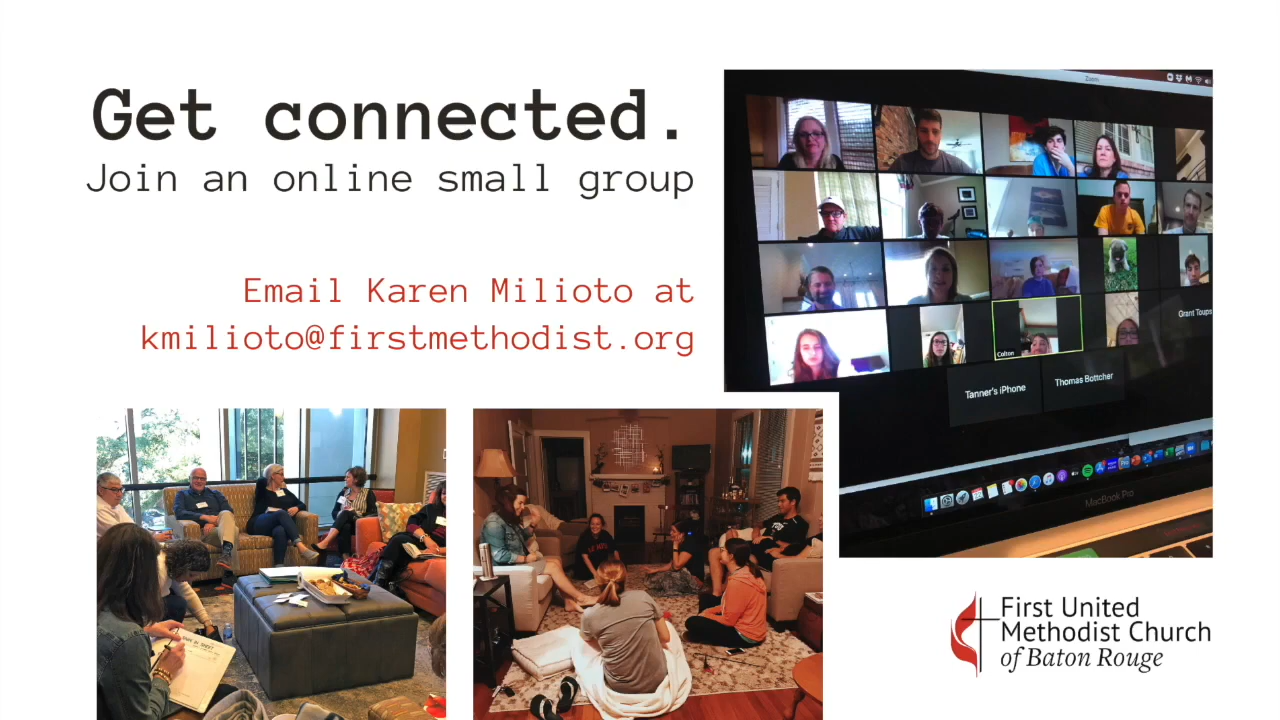 Get connected.
Join an online small group
Email Karen Milioto at
kmilioto@firstmethodist.org
Zoom
Grant Toups
Colton
Tanner's iPhone
Thomas Bottcher
MacBook Pro
First United
Methodist Church
of Baton Rouge